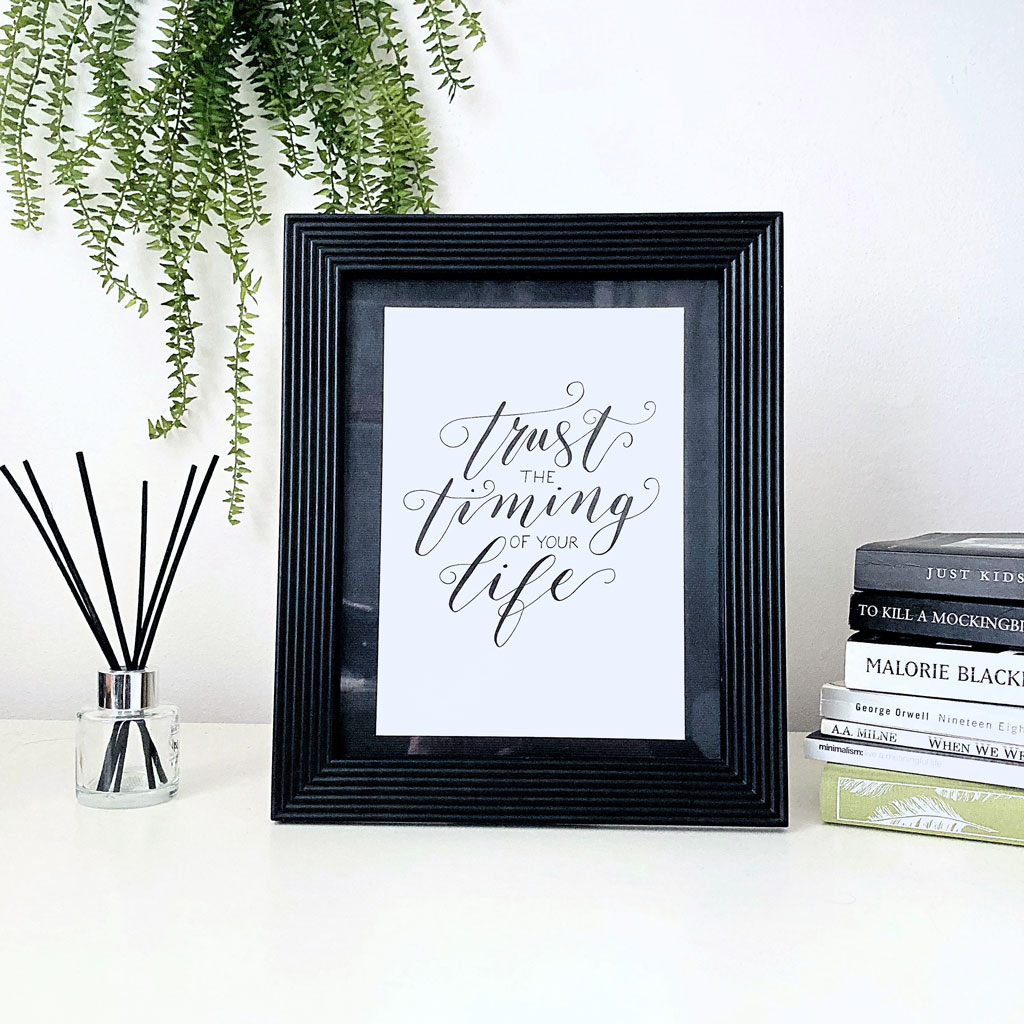 trust
THE
timing
OF YOUR
life
JUST KIDS
TO KILL A MOCKINGBI
MALORIE BLACK
George Orwell Nineteen Eigh
A.A. MILNE WHEN WE WE
minimalism: